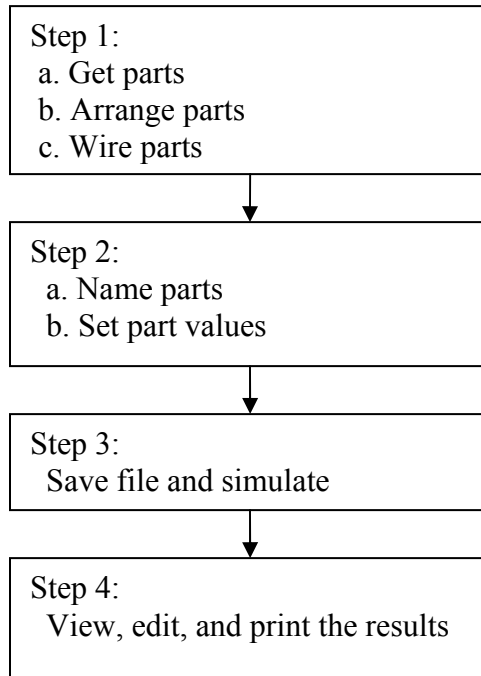 Step 1:
a. Get parts
b. Arrange parts
c. Wire parts
Step 2:
a. Name parts
b. Set part values
Step 3:
Save file and simulate
Step 4:
View, edit, and print the results